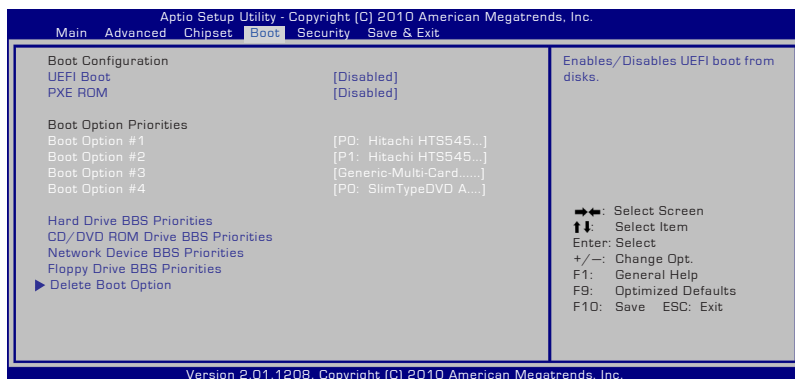 Aptio Setup Utility - Copyright (C) 2010 American Megatrends, Inc.
Main Advanced Chipset Boot Security Save & Exit
Boot Configuration
UEFI Boot [Disabled]
PXE ROM [Disabled]
Boot Option Priorities
Boot Option #1 [P0: Hitachi HTS545...]
Boot Option #2 [P1: Hitachi HTS545...]
Boot Option #3 [Generic-Multi-Card......]
Boot Option #4 [P0: SlimTypeDVD A....]
Hard Drive BBS Priorities
CD/DVD ROM Drive BBS Priorities
Network Device BBS Priorities
Floppy Drive BBS Priorities
Delete Boot Option
Enables/Disables UEFI boot from
disks.
→←: Select Screen
↑↓: Select Item
Enter: Select
+/—: Change Opt.
F1: General Help
F9: Optimized Defaults
F10: Save ESC: Exit
Version 2.01.1208. Copyright (C) 2010 American Megatrends, Inc.